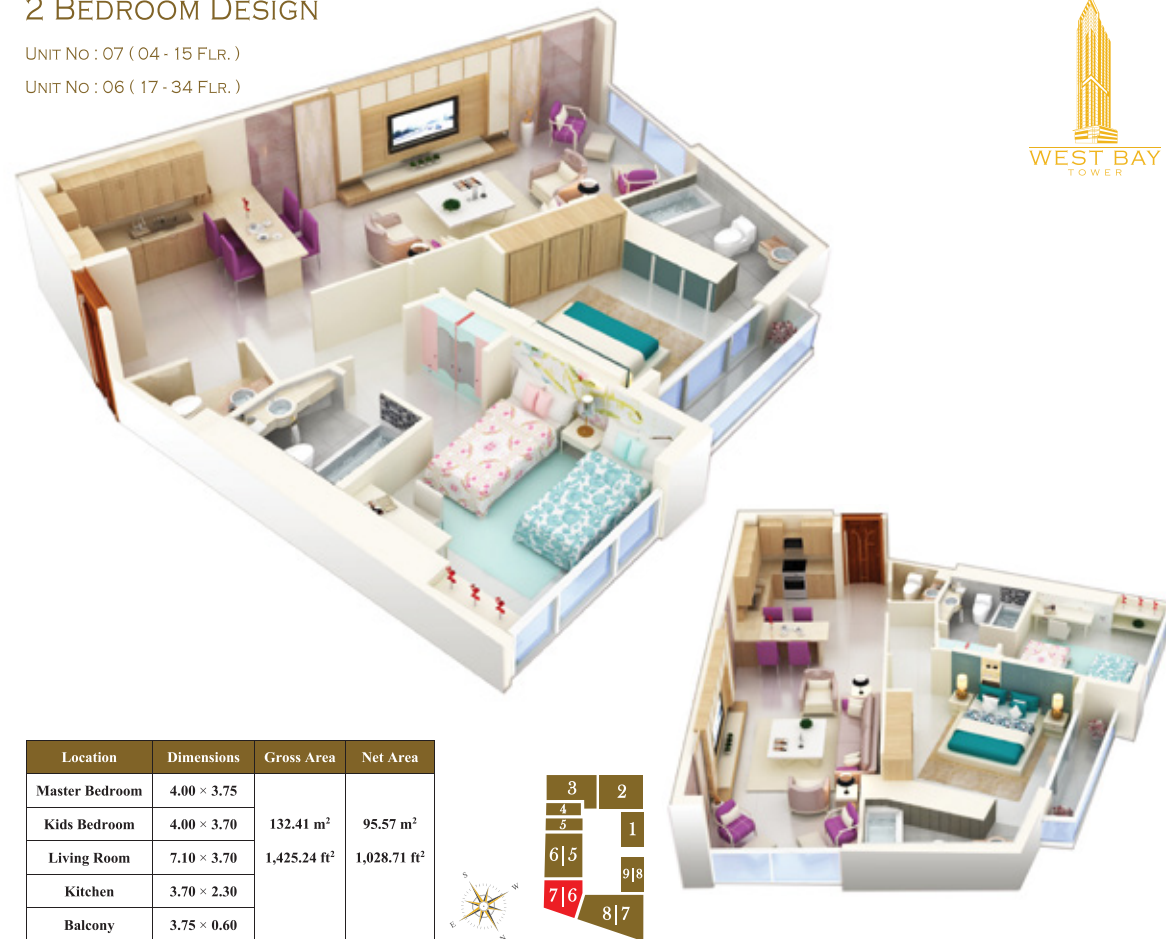 2 Bedroom Design
Unit No : 07 ( 04 - 15 Flr. )
Unit No : 06 ( 17 - 34 Flr. )
WEST BAY
TOWER
Location Dimensions Gross Area Net Area
Master Bedroom 4.00 × 3.75
Kids Bedroom 4.00 × 3.70 132.41 m² 95.57 m²
Living Room 7.10 × 3.70 1,425.24 ft² 1,028.71 ft²
Kitchen 3.70 × 2.30
Balcony 3.75 × 0.60
S
W
E
N
3
2
4
5
1
6|5
9|8
7|6
8|7